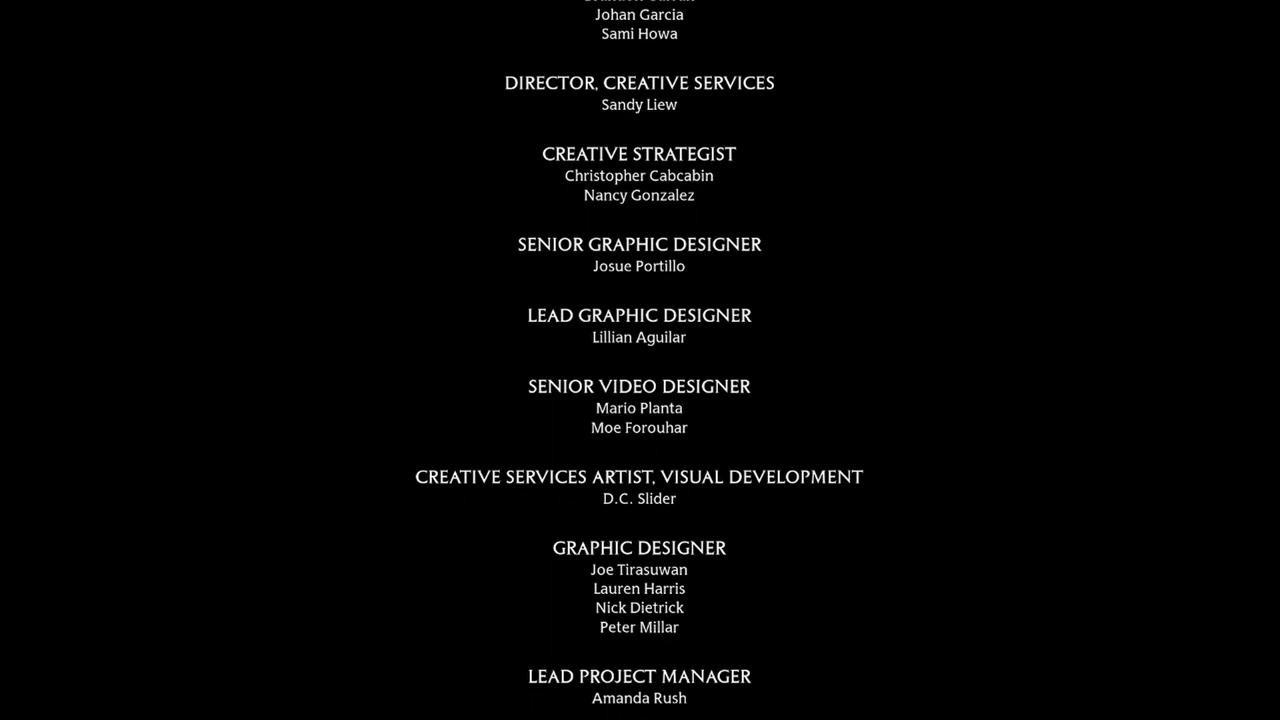 Johan Garcia
Sami Howa
DIRECTOR, CREATIVE SERVICES
Sandy Liew
CREATIVE STRATEGIST
Christopher Cabcabin
Nancy Gonzalez
SENIOR GRAPHIC DESIGNER
Josue Portillo
LEAD GRAPHIC DESIGNER
Lillian Aguilar
SENIOR VIDEO DESIGNER
Mario Planta
Moe Forouhar
CREATIVE SERVICES ARTIST, VISUAL DEVELOPMENT
D.C. Slider
GRAPHIC DESIGNER
Joe Tirasuwan
Lauren Harris
Nick Dietrick
Peter Millar
LEAD PROJECT MANAGER
Amanda Rush